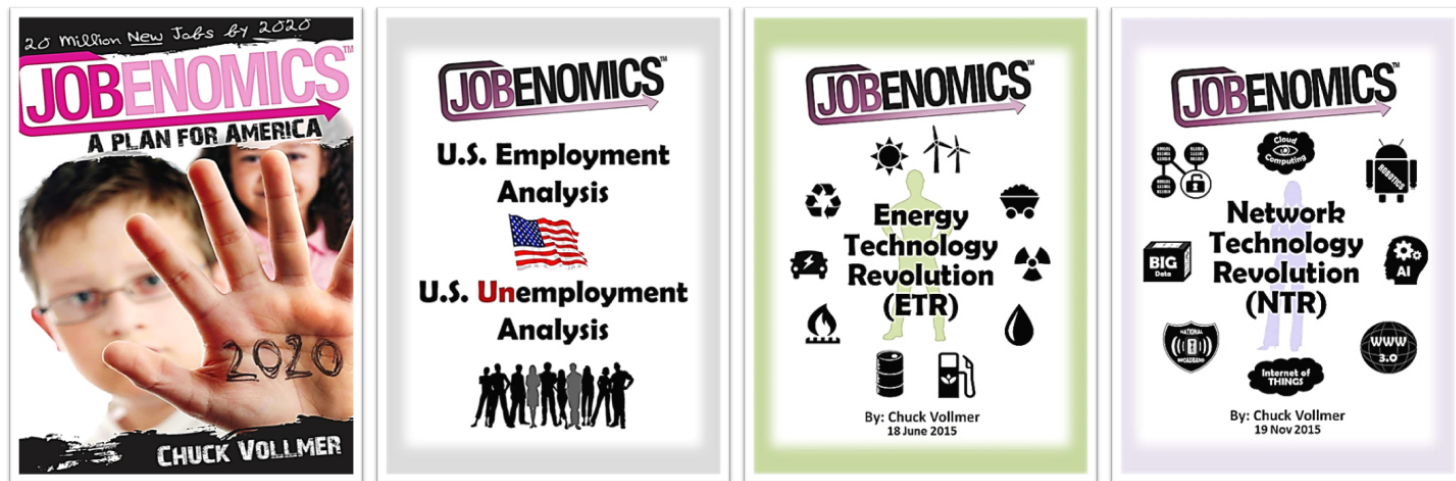 20 Million New Jobs by 2020
JOBENOMICS™
A PLAN FOR AMERICA
2020
CHUCK VOLLMER
JOBENOMICS™
U.S. Employment
Analysis
U.S. Unemployment
Analysis
JOBENOMICS™
Energy
Technology
Revolution
(ETR)
By: Chuck Vollmer
18 June 2015
JOBENOMICS™
Cloud
Computing
ROBOTICS
Network
Technology
Revolution
(NTR)
BIG
Data
AI
NATIONAL
BROADBAND
WWW
3.0
Internet of
THINGS
By: Chuck Vollmer
19 Nov 2015